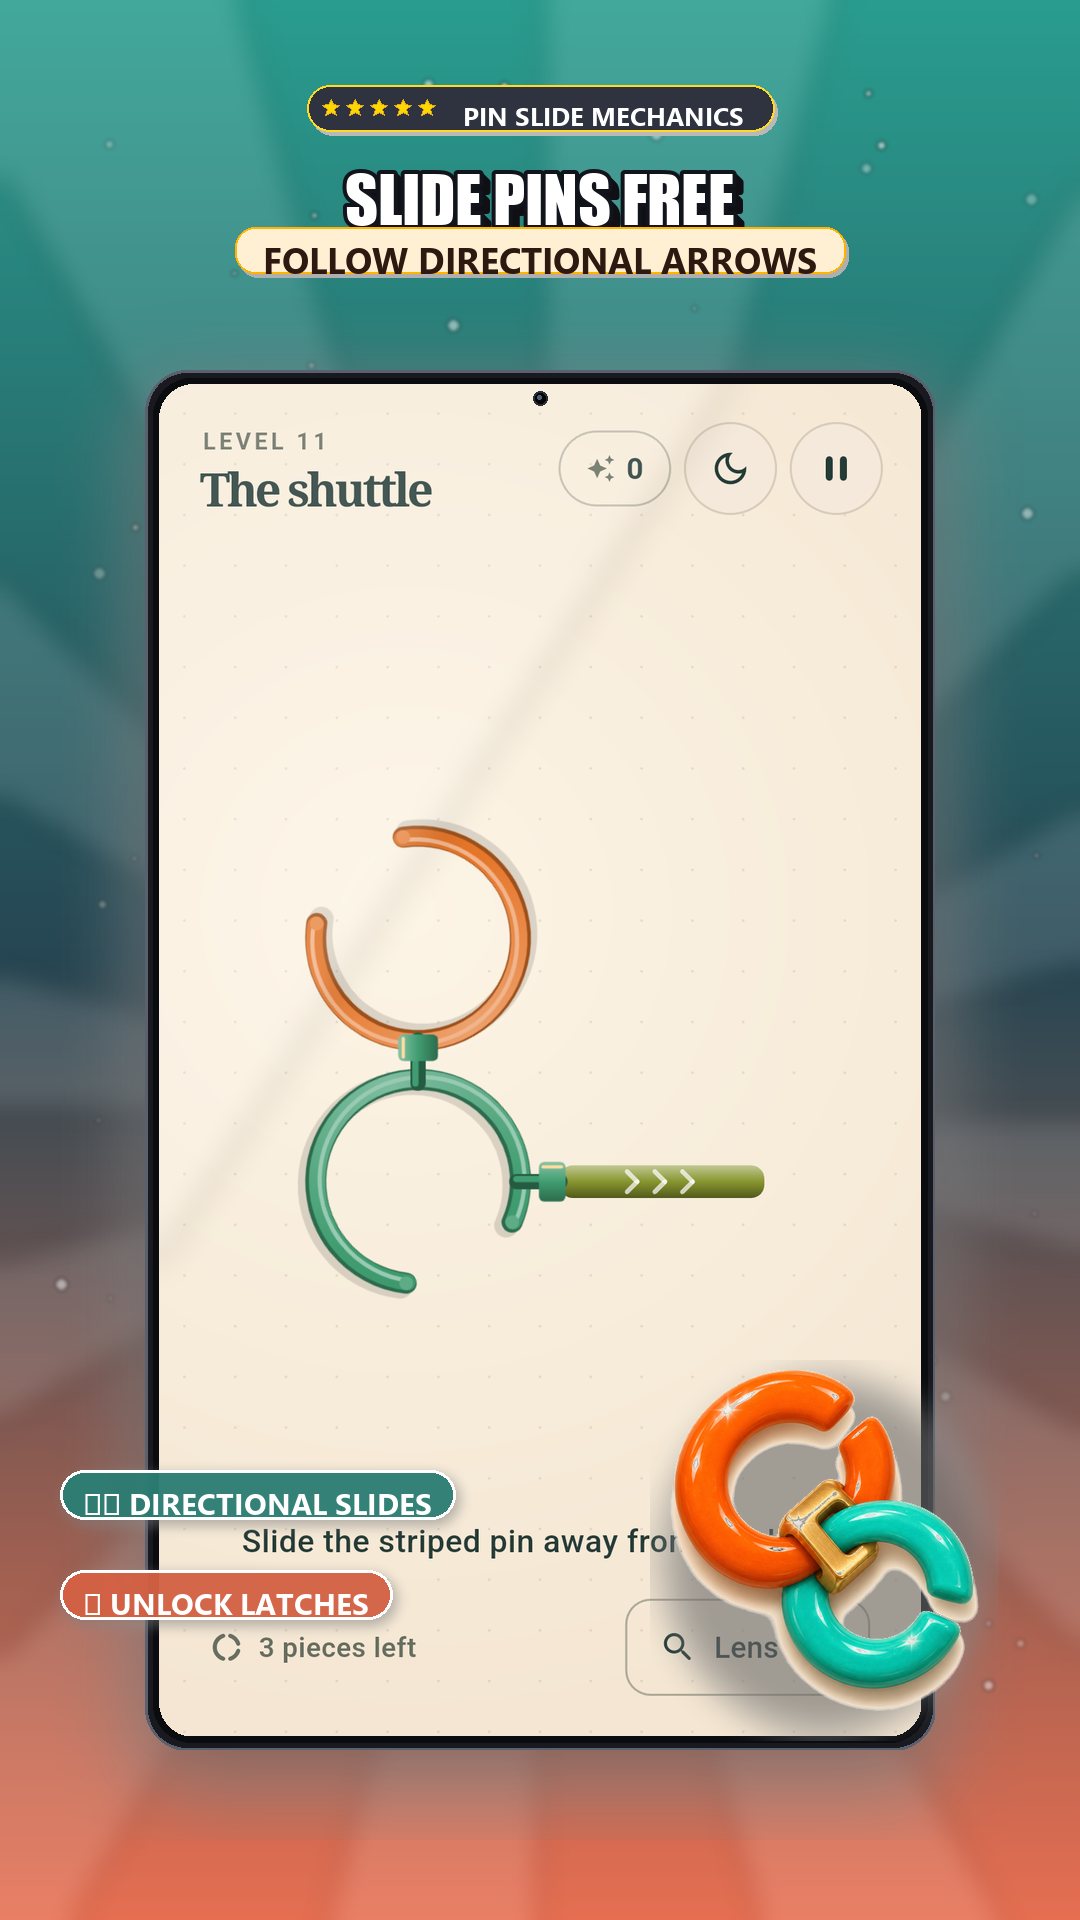 ★★★★★ PIN SLIDE MECHANICS
SLIDE PINS FREE
FOLLOW DIRECTIONAL ARROWS
LEVEL 11
The shuttle
0
DIRECTIONAL SLIDES
Slide the striped pin away
UNLOCK LATCHES
3 pieces left
Lens